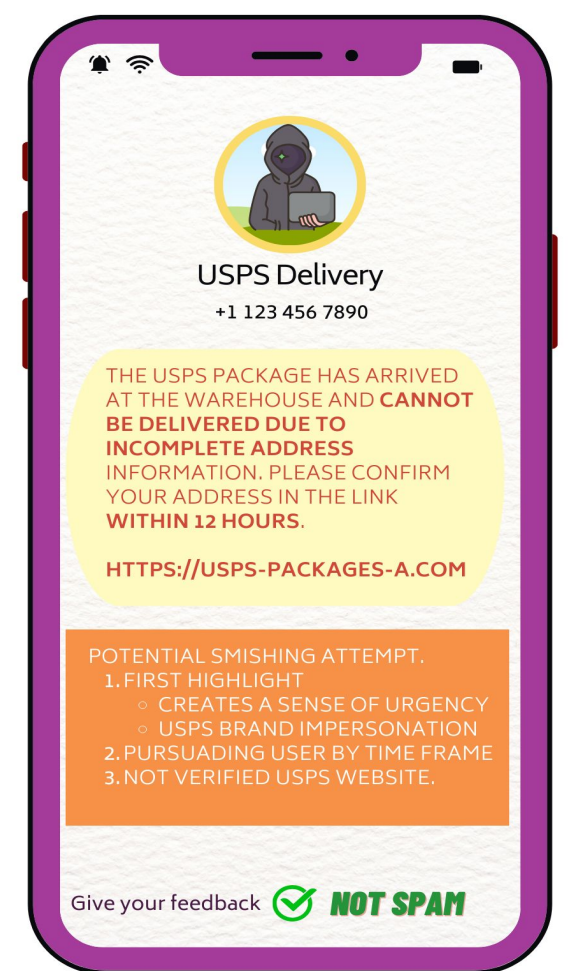 USPS Delivery
+1 123 456 7890
THE USPS PACKAGE HAS ARRIVED
AT THE WAREHOUSE AND CANNOT
BE DELIVERED DUE TO
INCOMPLETE ADDRESS
INFORMATION. PLEASE CONFIRM
YOUR ADDRESS IN THE LINK
WITHIN 12 HOURS.
HTTPS://USPS-PACKAGES-A.COM
POTENTIAL SMISHING ATTEMPT.
1. FIRST HIGHLIGHT
○ CREATES A SENSE OF URGENCY
○ USPS BRAND IMPERSONATION
2. PURSUADING USER BY TIME FRAME
3. NOT VERIFIED USPS WEBSITE.
Give your feedback NOT SPAM